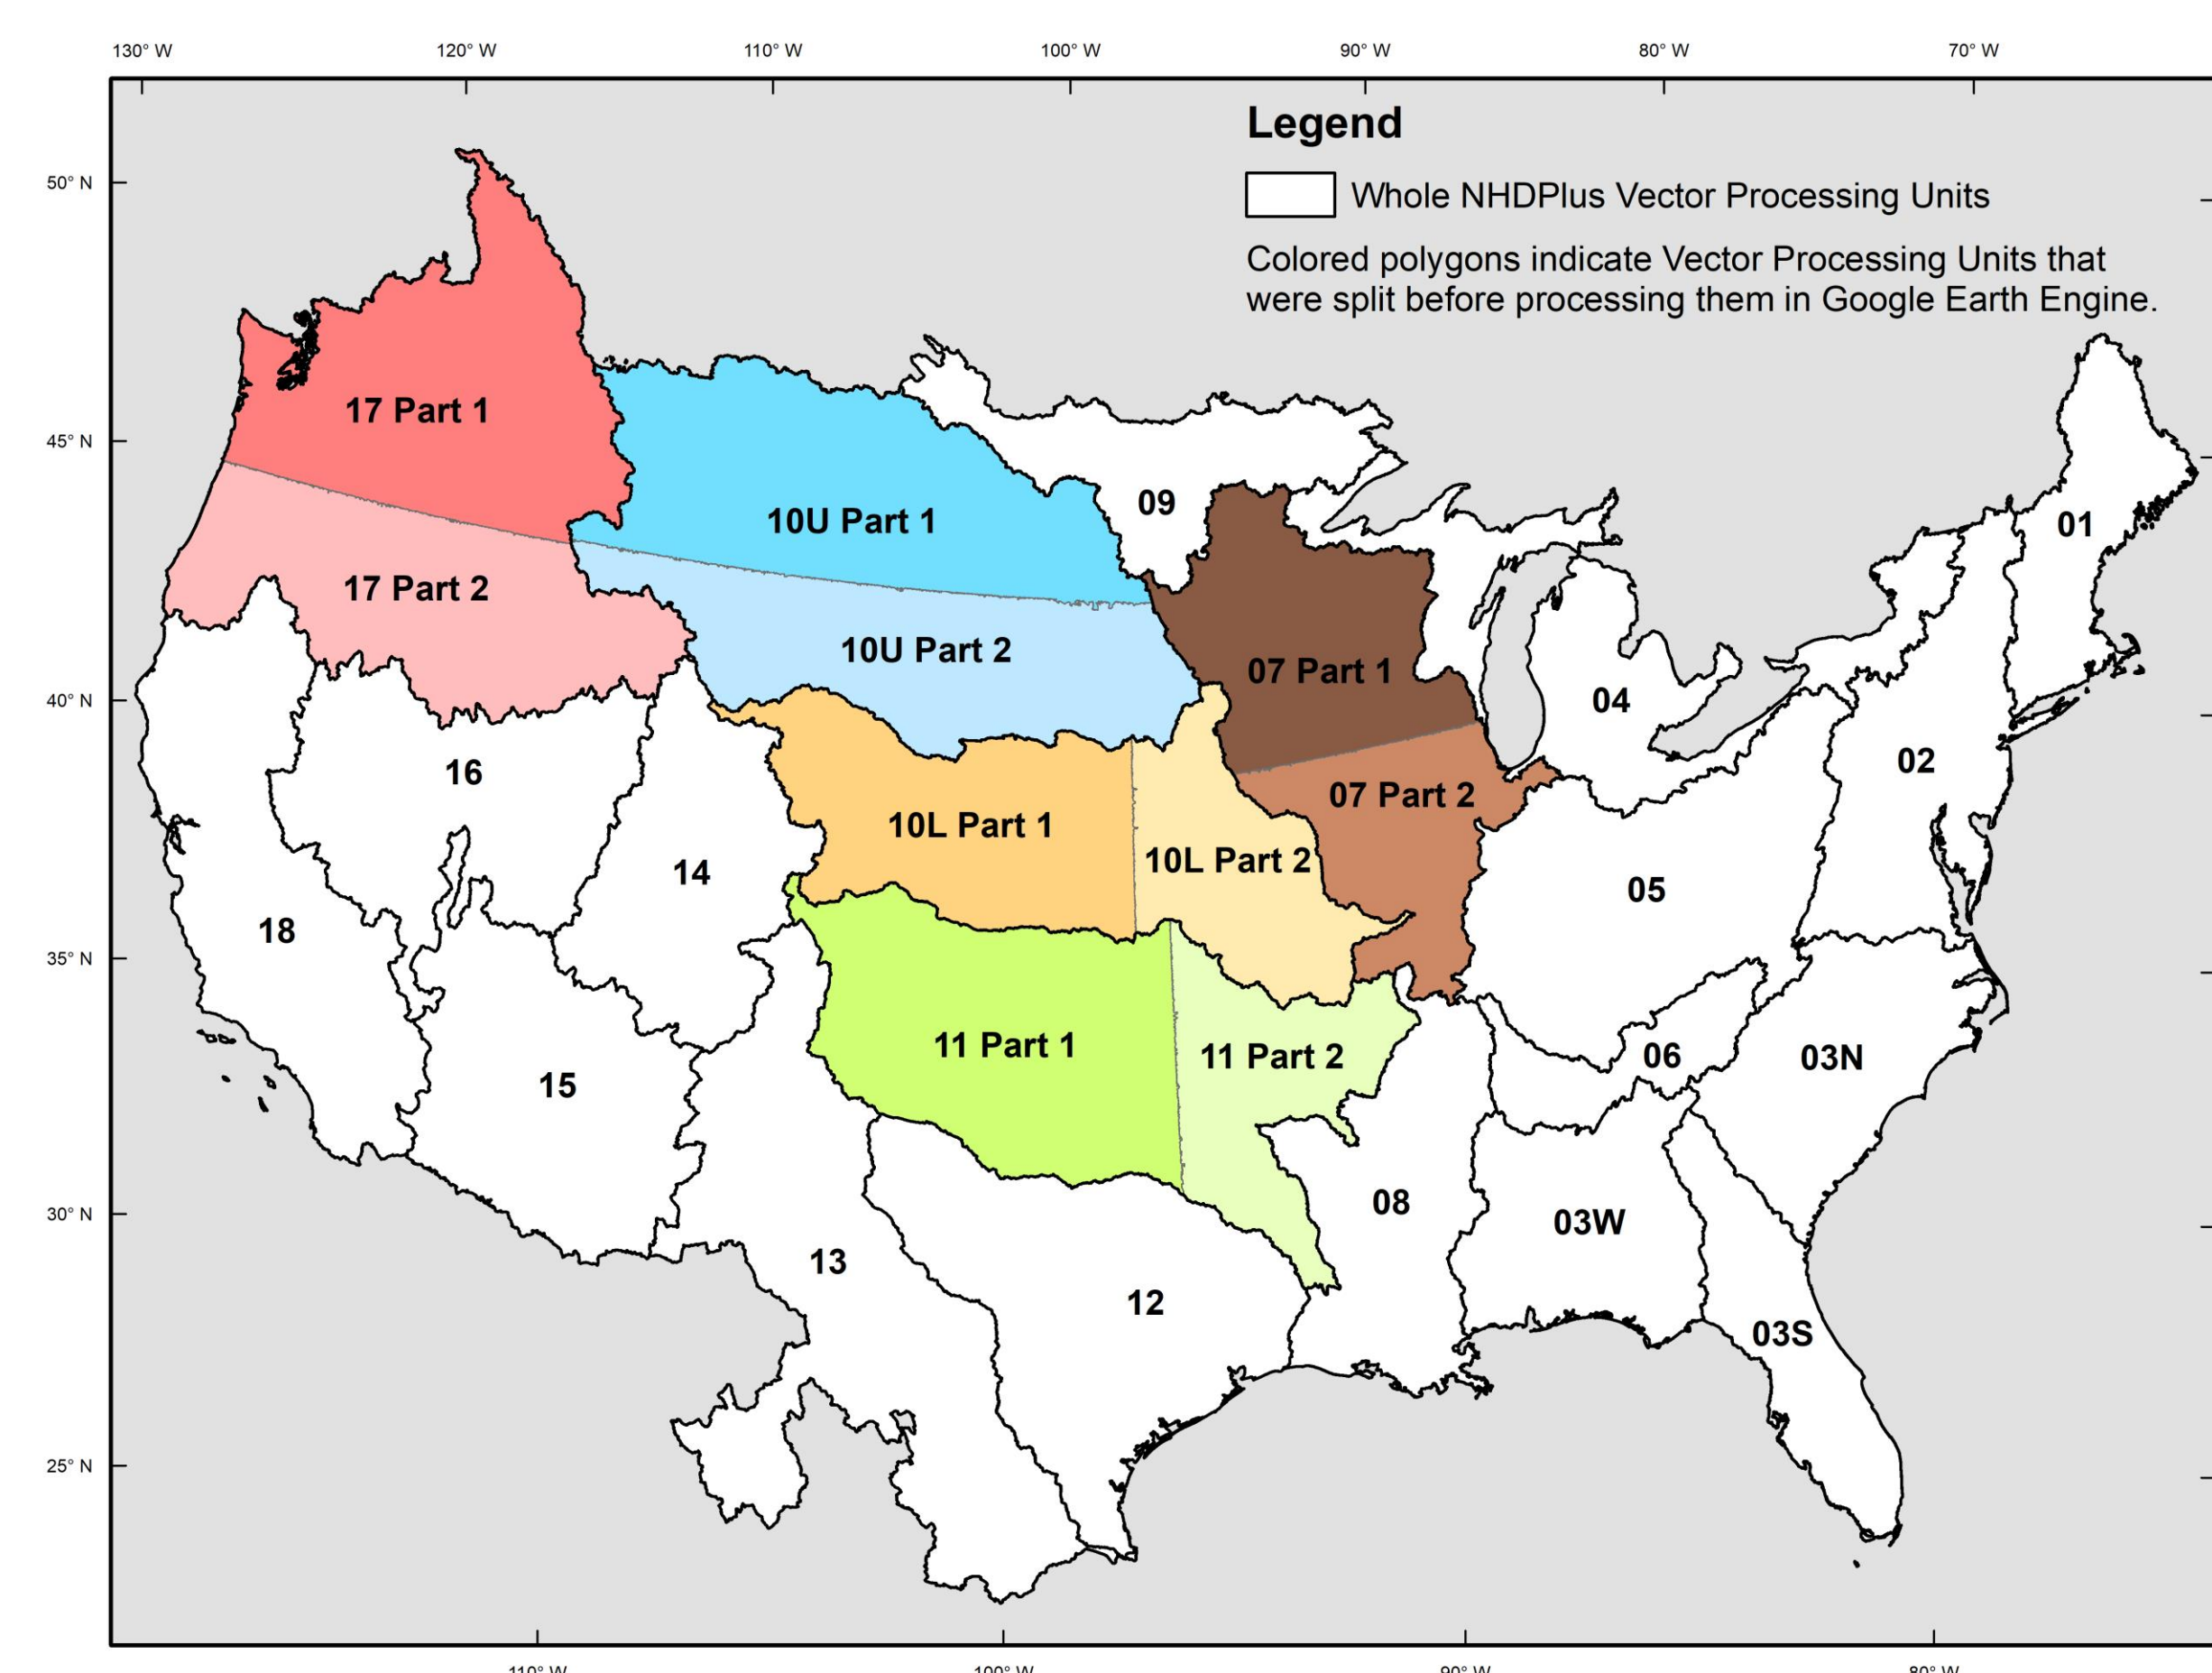 130° W
120° W
110° W
100° W
90° W
80° W
70° W
Legend
50° N
Whole NHDPlus Vector Processing Units
Colored polygons indicate Vector Processing Units that
were split before processing them in Google Earth Engine.
17 Part 1
45° N
09
10U Part 1
01
17 Part 2
10U Part 2
07 Part 1
40° N
04
16
02
07 Part 2
10L Part 1
10L Part 2
14
05
18
35° N
11 Part 1
11 Part 2
06
03N
15
08
30° N
03W
13
12
03S
25° N
110° W
100° W
90° W
80° W